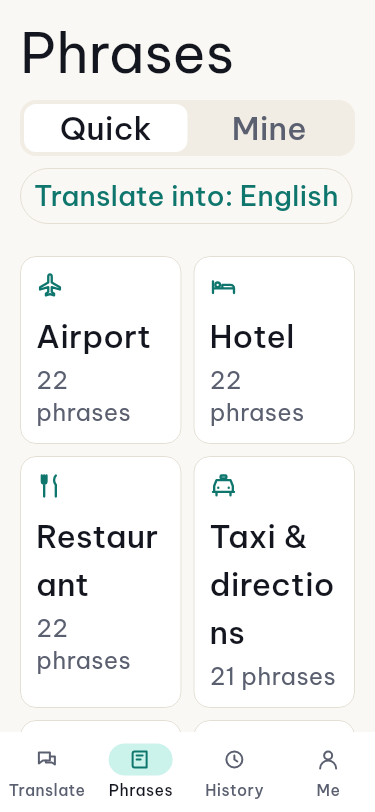 Phrases
Quick
Mine
Translate into: English
Airport
22
phrases
Hotel
22
phrases
Restaur
ant
22
phrases
Taxi &
directio
ns
21 phrases
Translate
Phrases
History
Me